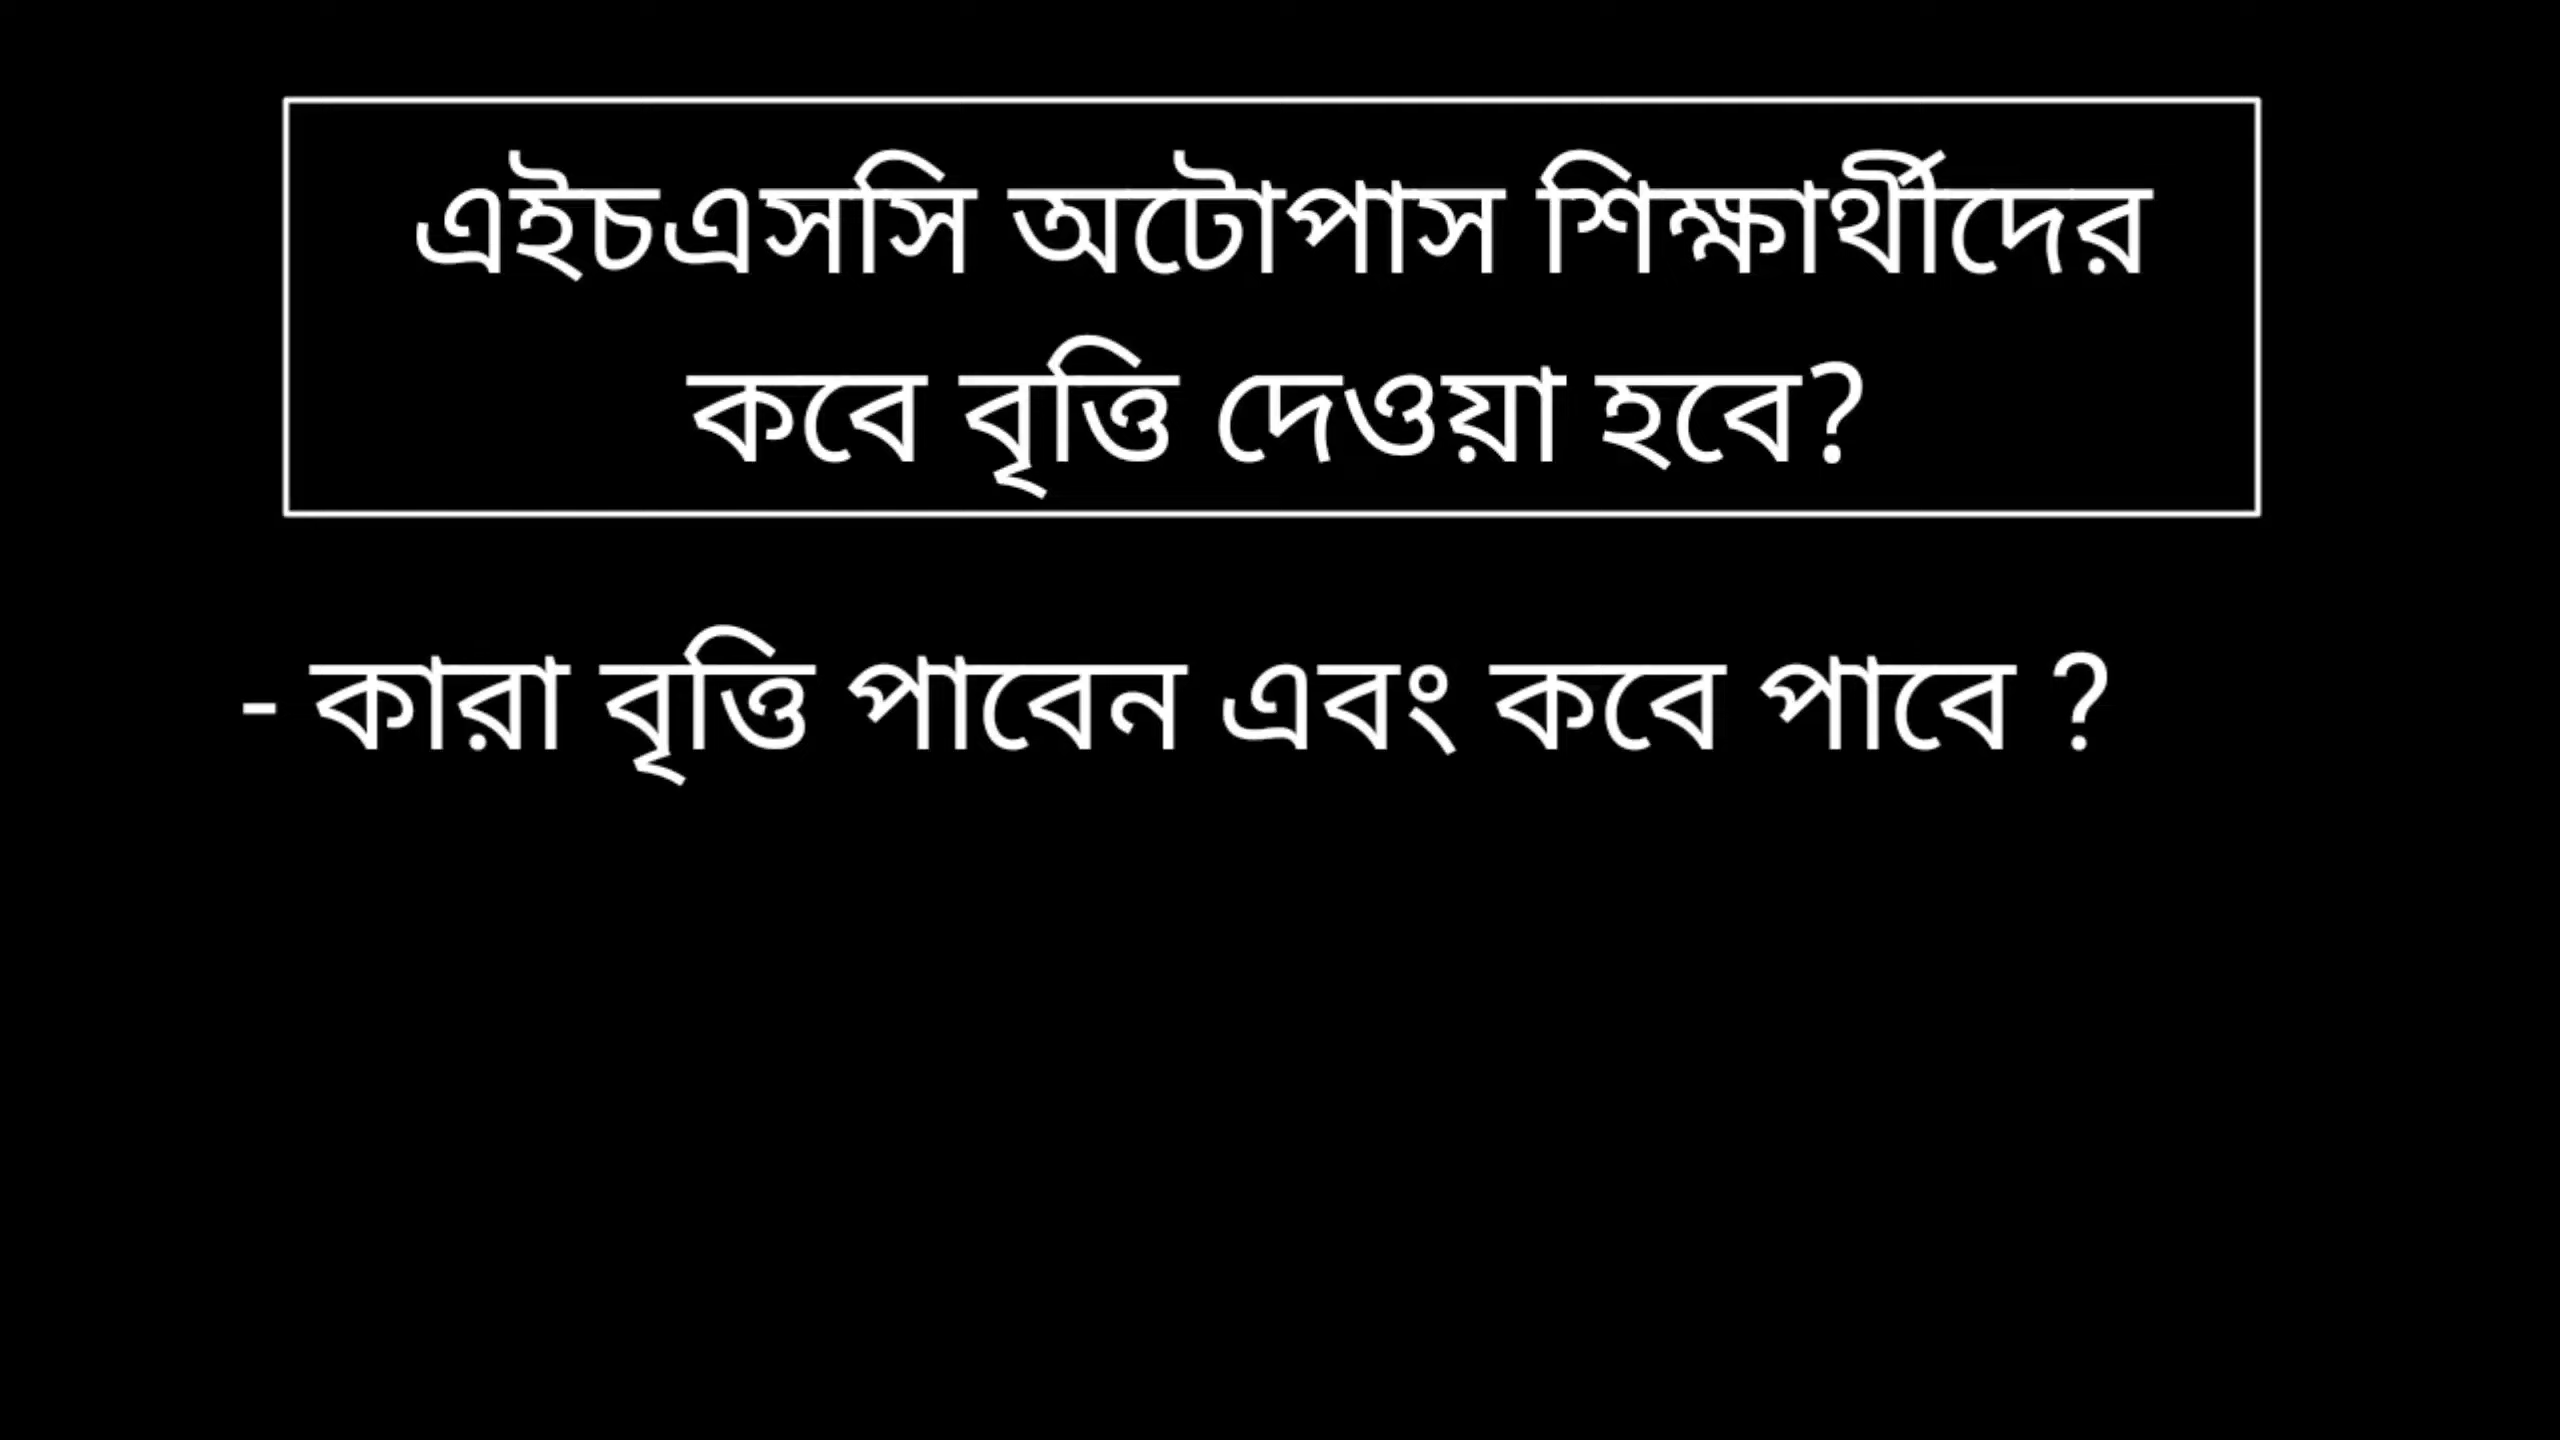 এইচএসসি অটোপাস শিক্ষার্থীদের
কবে বৃত্তি দেওয়া হবে?
- কারা বৃত্তি পাবেন এবং কবে পাবে ?